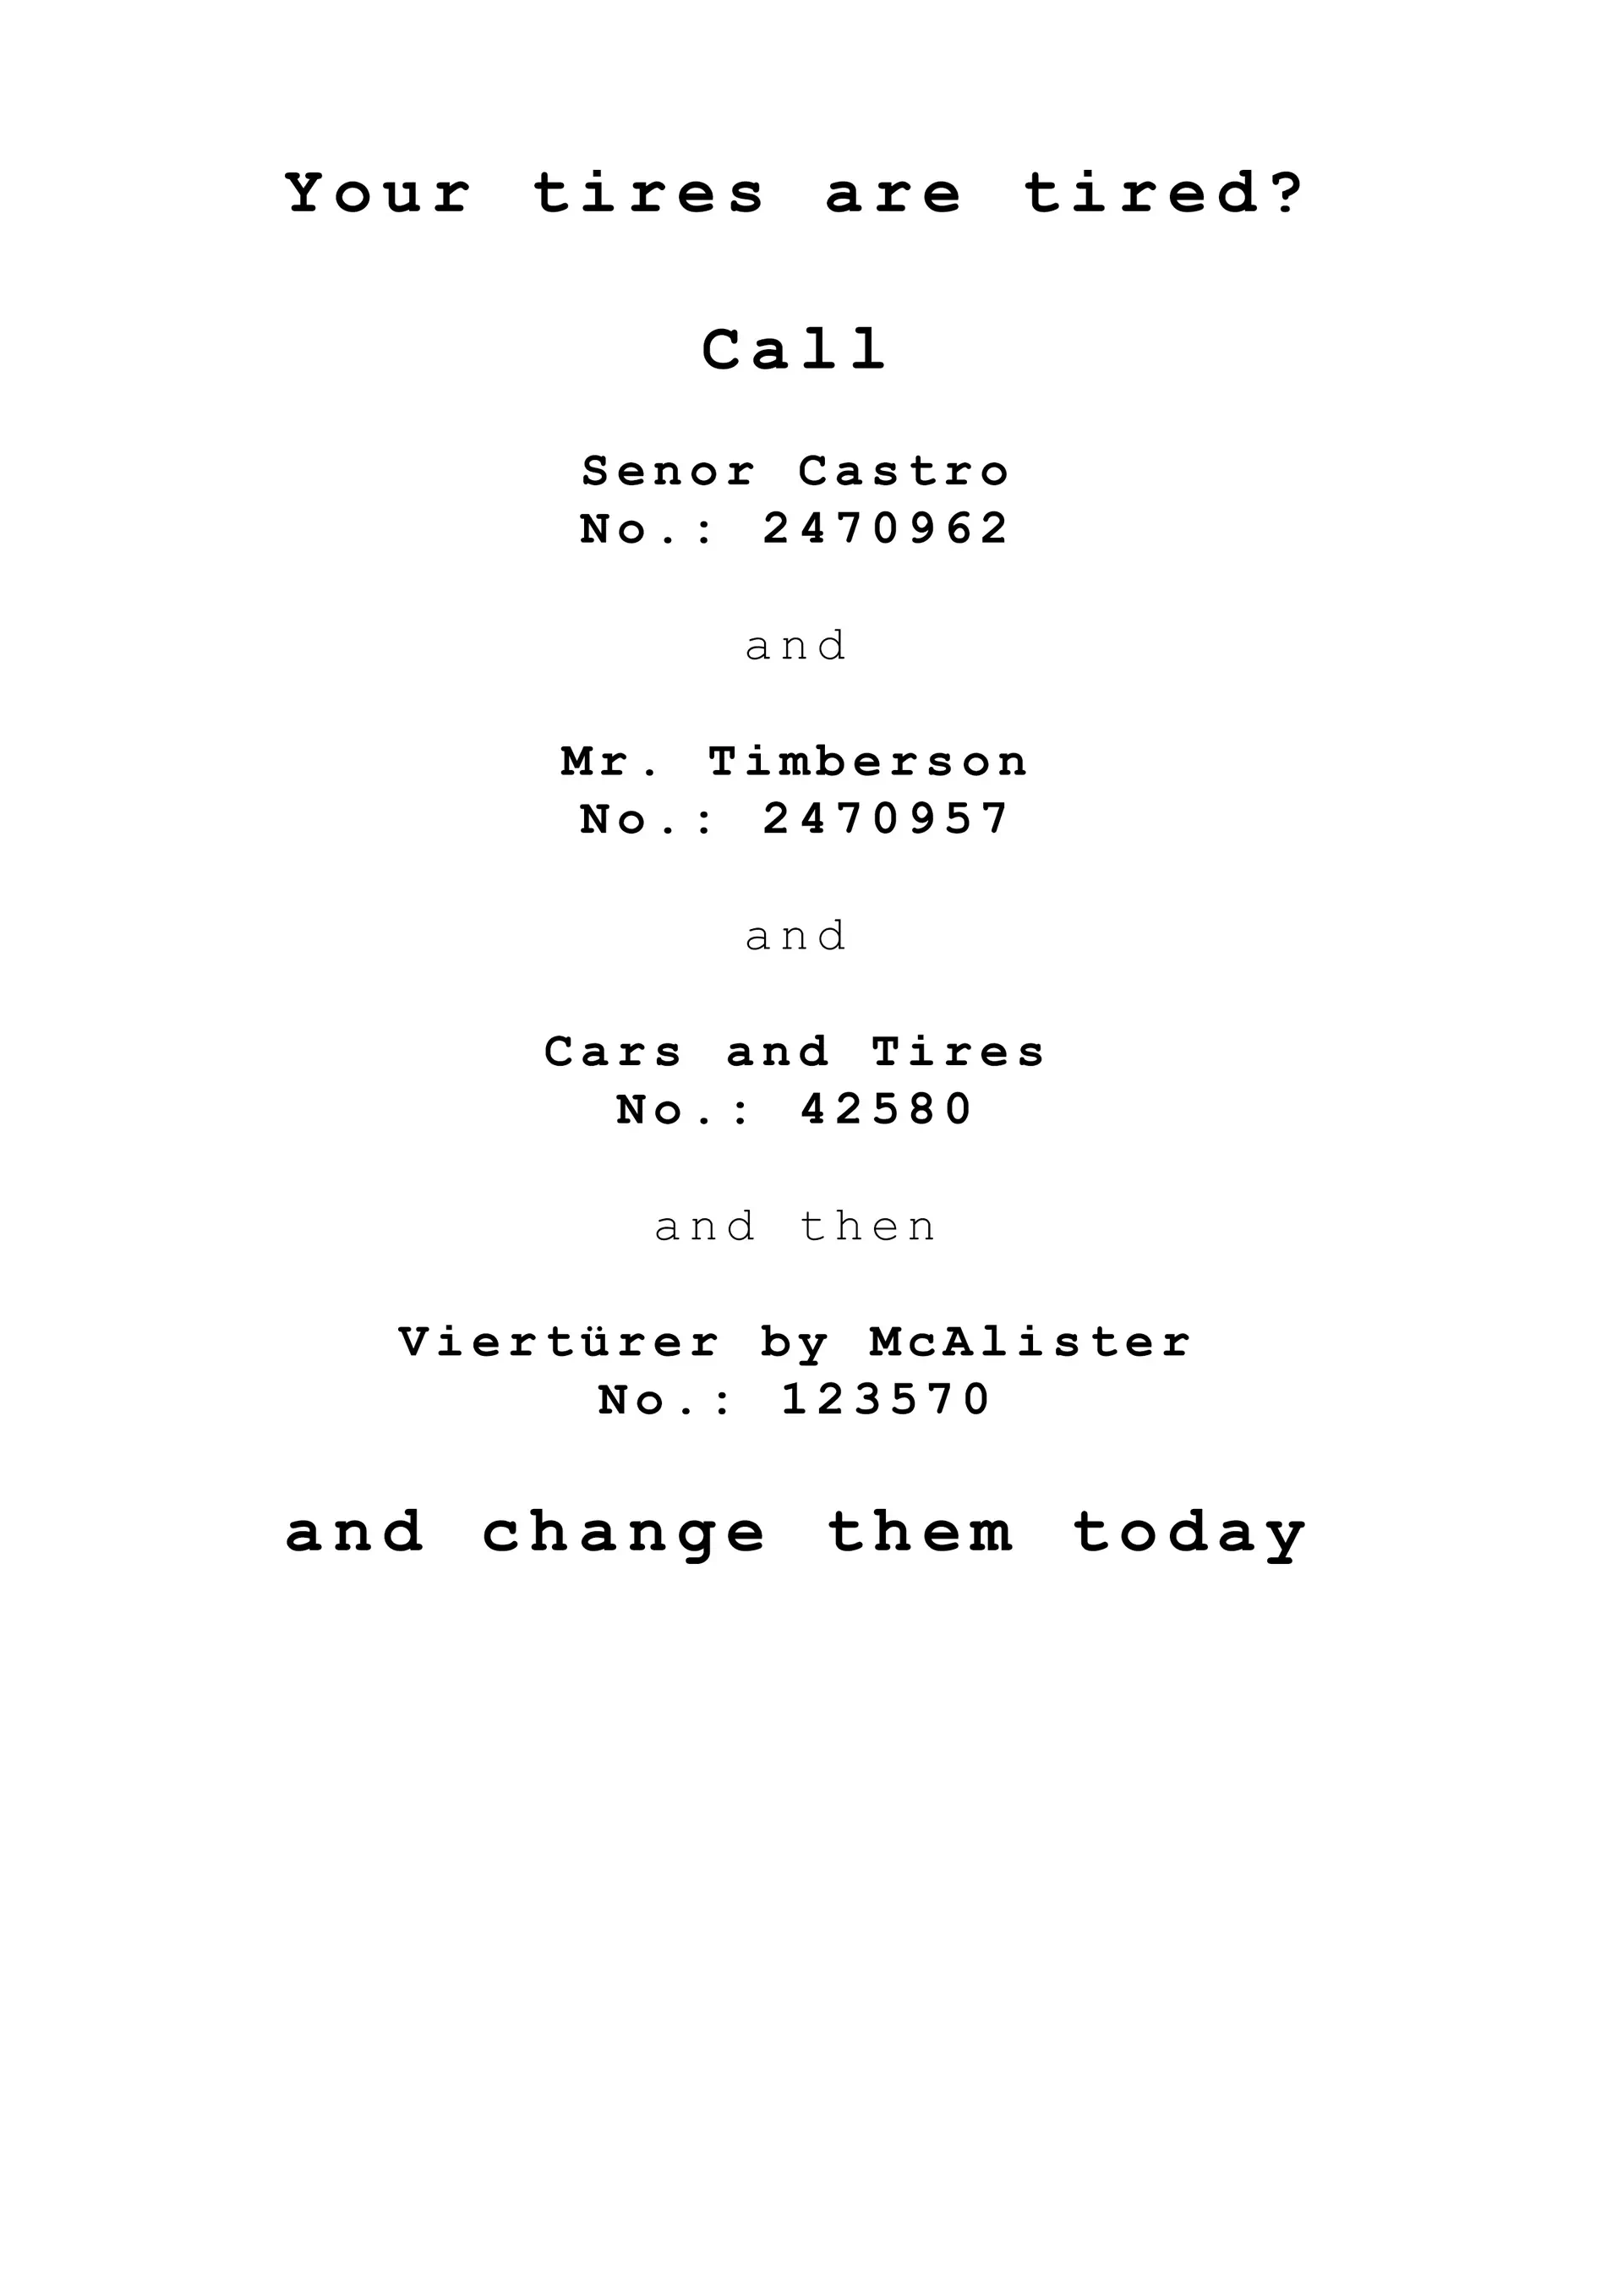 Your tires are tired?
Call
Senor Castro
No.: 2470962
and
Mr. Timberson
No.: 2470957
and
Cars and Tires
No.: 42580
and then
Viertürer by McAlister
No.: 123570
and change them today